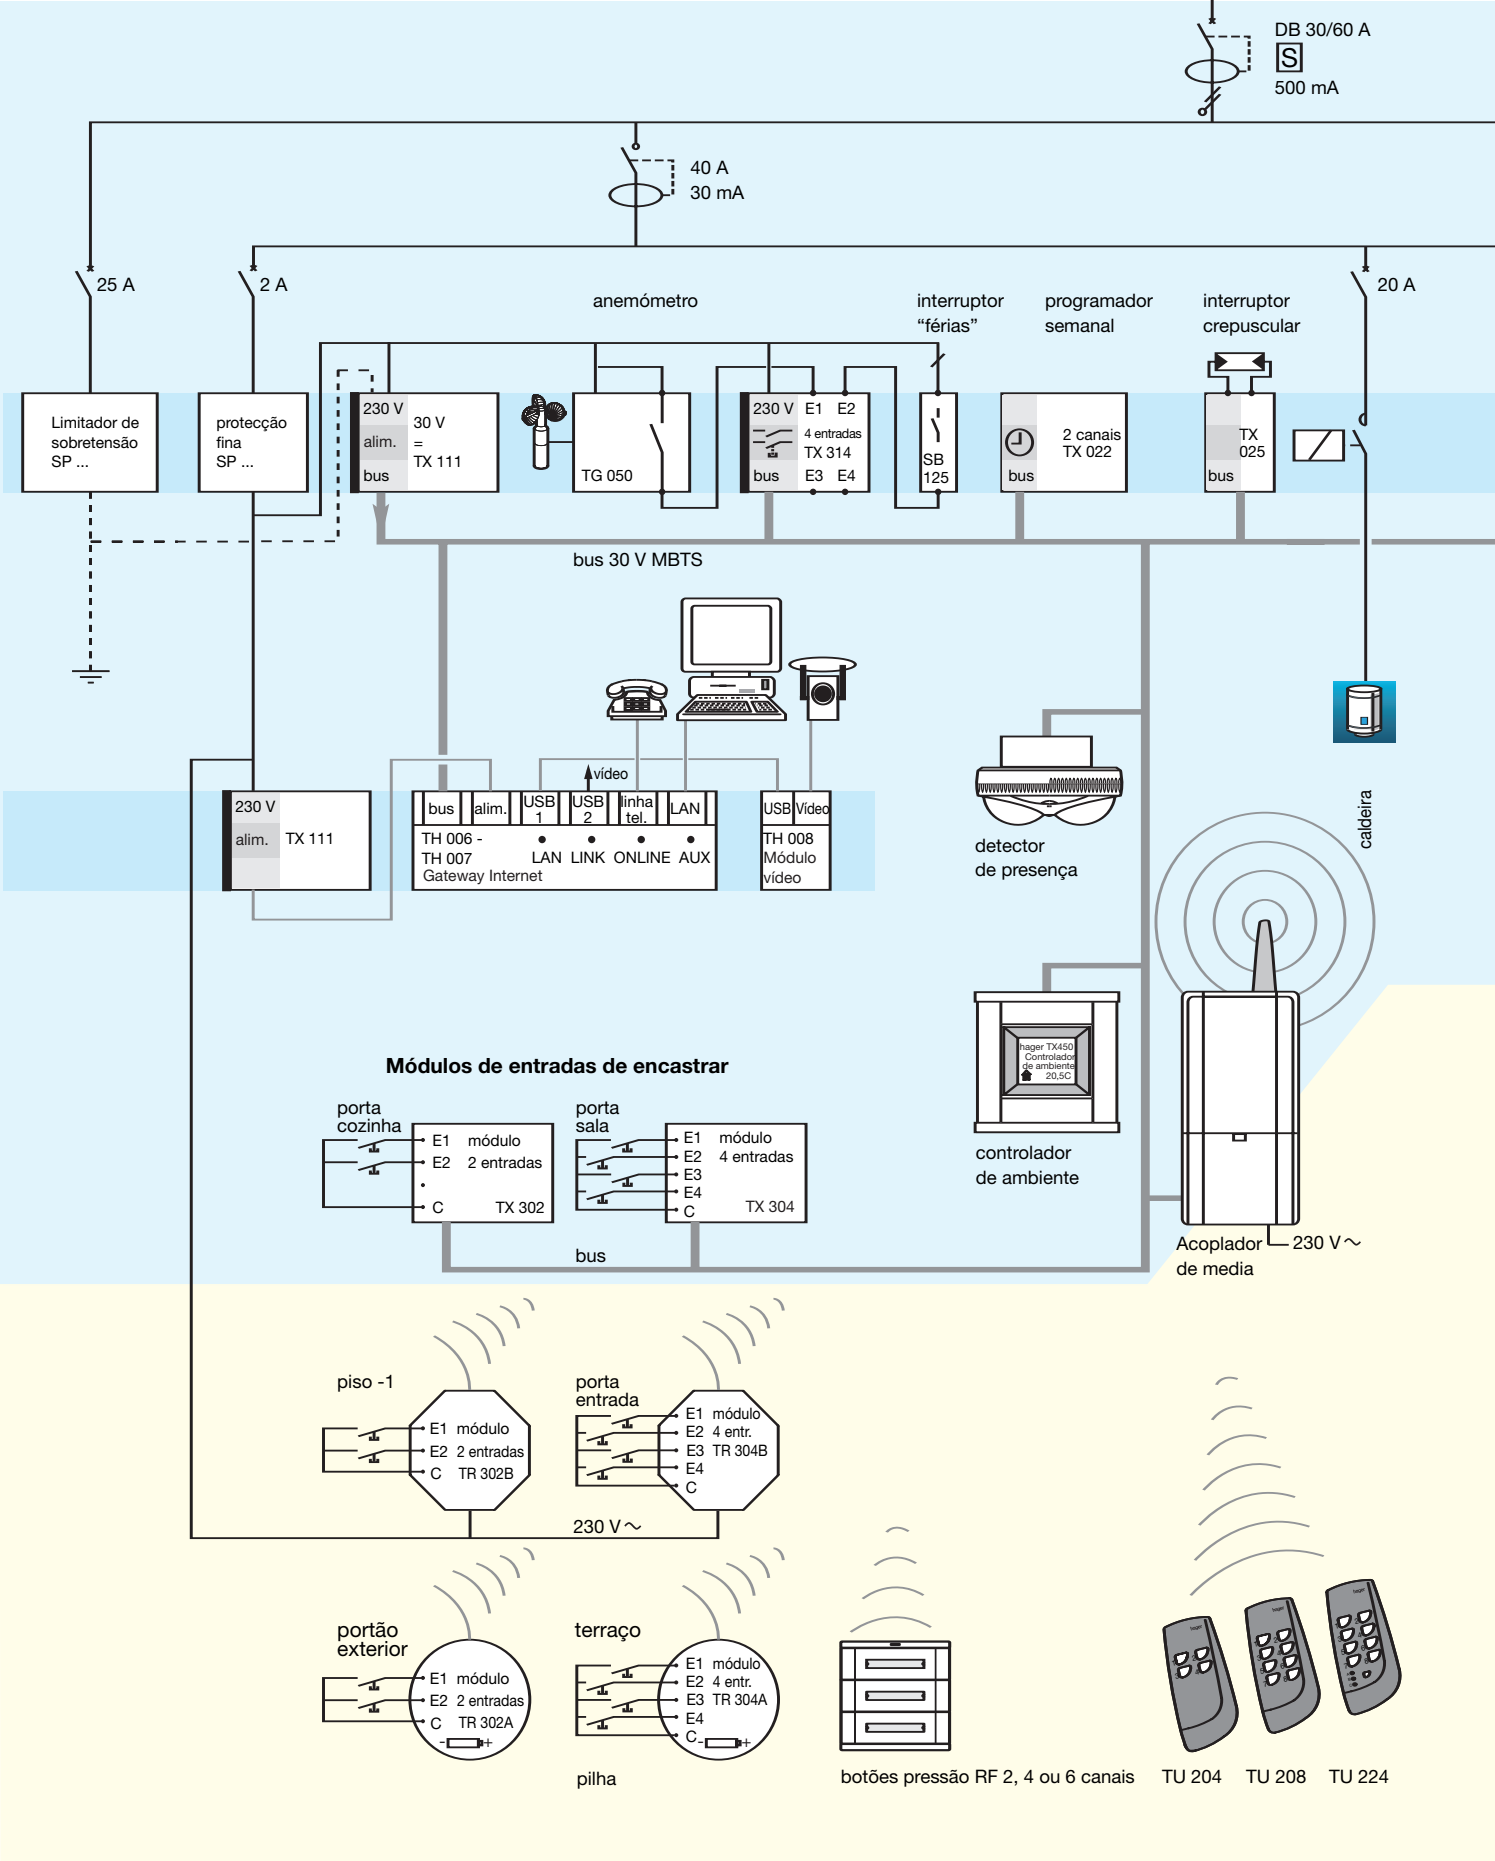 DB 30/60 A
S
500 mA
40 A
30 mA
25 A
2 A
20 A
anemómetro
interruptor
“férias”
programador
semanal
interruptor
crepuscular
Limitador de
sobretensão
SP ...
protecção
fina
SP ...
230 V
alim.
bus
30 V
=
TX 111
TG 050
230 V E1 E2
4 entradas
TX 314
bus E3 E4
SB
125
2 canais
TX 022
bus
TX
025
bus
bus 30 V MBTS
vídeo
230 V
alim.
TX 111
bus
alim.
USB
1
USB
2
linha
tel.
LAN
TH 006 -
TH 007
Gateway Internet
LAN LINK ONLINE AUX
USB Vídeo
TH 008
Módulo
vídeo
detector
de presença
caldeira
hager TX450
Controlador
de ambiente
20,5C
controlador
de ambiente
Módulos de entradas de encastrar
porta
cozinha
E1 módulo
E2 2 entradas
C TX 302
porta
sala
E1 módulo
E2 4 entradas
E3
E4
C TX 304
bus
Acoplador
de media
230 V ~
piso -1
E1 módulo
E2 2 entradas
C TR 302B
porta
entrada
E1 módulo
E2 4 entr.
E3 TR 304B
E4
C
230 V ~
portão
exterior
E1 módulo
E2 2 entradas
C TR 302A
- +
terraço
E1 módulo
E2 4 entr.
E3 TR 304A
E4
C - +
pilha
botões pressão RF 2, 4 ou 6 canais
hager
hager
hager
TU 204 TU 208 TU 224